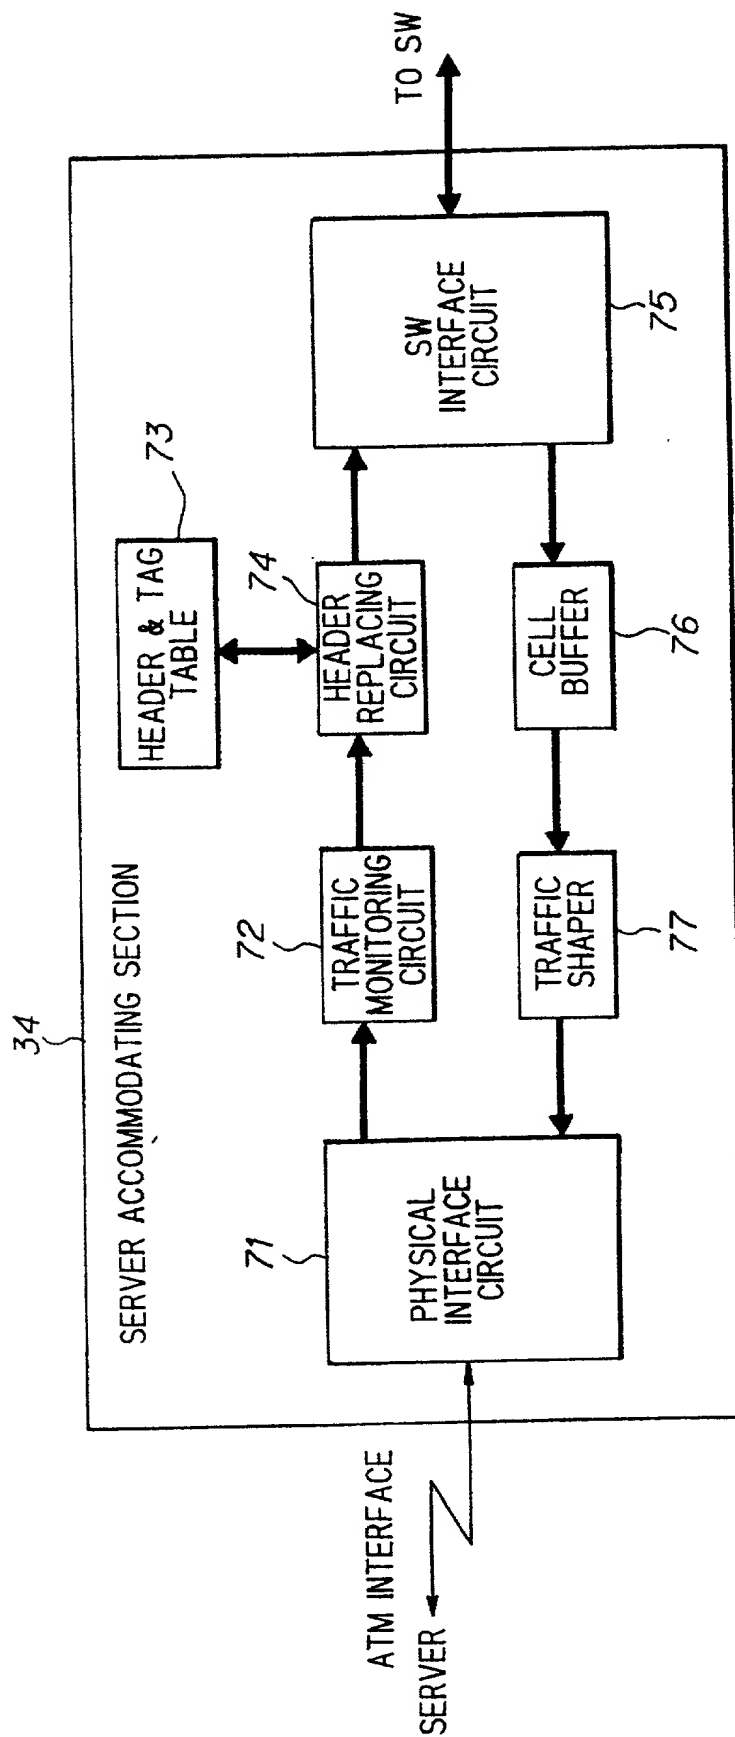 34
SERVER ACCOMMODATING SECTION
HEADER & TAG
TABLE
73
ATM INTERFACE
SERVER
71
PHYSICAL
INTERFACE
CIRCUIT
72
TRAFFIC
MONITORING
CIRCUIT
74
HEADER
REPLACING
CIRCUIT
SW
INTERFACE
CIRCUIT
75
TO SW
TRAFFIC
SHAPER
77
CELL
BUFFER
76